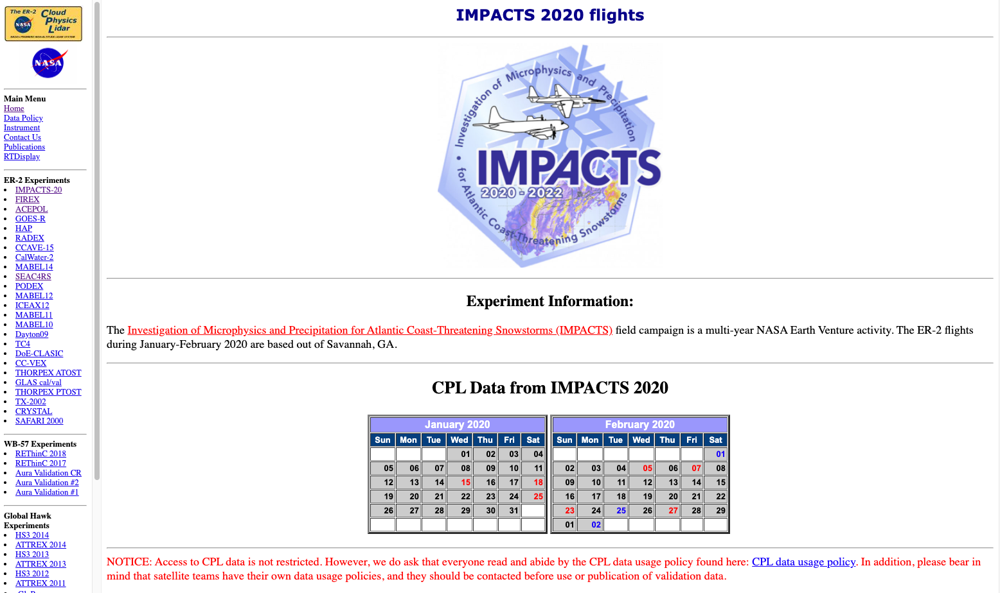 The ER-2 Cloud
Physics
Lidar
NASA
NASA'S PREMIERE HIGH-ALTITUDE LIDAR SYSTEM
NASA
Main Menu
Home
Data Policy
Instrument
Contact Us
Publications
RTDisplay
ER-2 Experiments
IMPACTS-20
FIREX
ACEPOL
GOES-R
HAP
RADEX
CCAVE-15
CalWater-2
MABEL14
SEAC4RS
PODEX
MABEL12
ICEAX12
MABEL11
MABEL10
Dayton09
TC4
DoE-CLASIC
CC-VEX
THORPEX ATOST
GLAS cal/val
THORPEX PTOST
TX-2002
CRYSTAL
SAFARI 2000
WB-57 Experiments
REThinC 2018
REThinC 2017
Aura Validation CR
Aura Validation #2
Aura Validation #1
Global Hawk
Experiments
HS3 2014
ATTREX 2014
HS3 2013
ATTREX 2013
HS3 2012
ATTREX 2011
IMPACTS 2020 flights
Investigation of Microphysics and Precipitation
IMPACTS
2020 - 2022
for Atlantic Coast-Threatening Snowstorms
Experiment Information:
The Investigation of Microphysics and Precipitation for Atlantic Coast-Threatening Snowstorms (IMPACTS) field campaign is a multi-year NASA Earth Venture activity. The ER-2 flights
during January-February 2020 are based out of Savannah, GA.
CPL Data from IMPACTS 2020
January 2020
Sun Mon Tue Wed Thu Fri Sat
01 02 03 04
05 06 07 08 09 10 11
12 13 14 15 16 17 18
19 20 21 22 23 24 25
26 27 28 29 30 31
February 2020
Sun Mon Tue Wed Thu Fri Sat
01
02 03 04 05 06 07 08
09 10 11 12 13 14 15
16 17 18 19 20 21 22
23 24 25 26 27 28 29
01 02
NOTICE: Access to CPL data is not restricted. However, we do ask that everyone read and abide by the CPL data usage policy found here: CPL data usage policy. In addition, please bear in
mind that satellite teams have their own data usage policies, and they should be contacted before use or publication of validation data.